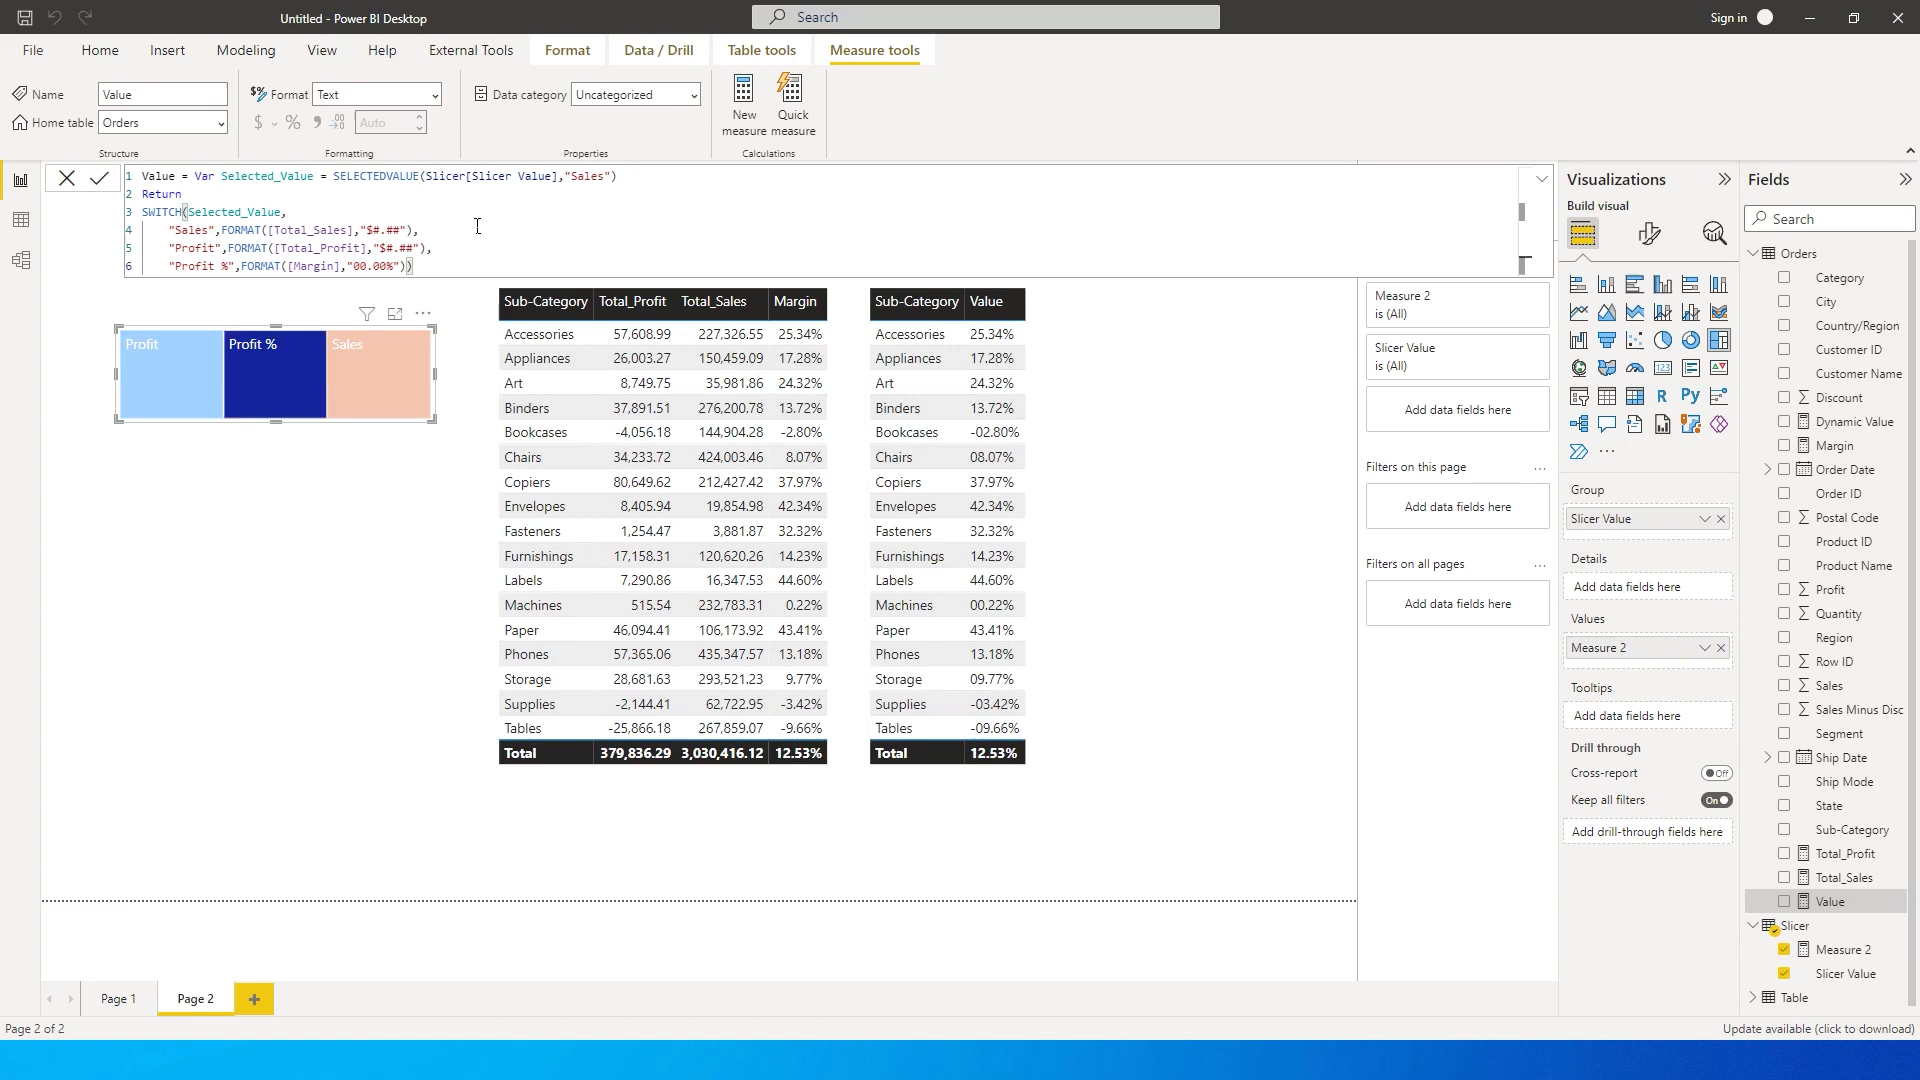 Untitled - Power BI Desktop
Search
Sign in
File
Home
Insert
Modeling
View
Help
External Tools
Format
Data / Drill
Table tools
Measure tools
Name
Value
Home table
Orders
Structure
Format
Text
$
%
Auto
Formatting
Data category
Uncategorized
Properties
New measure
Quick measure
Calculations
1 Value = Var Selected_Value = SELECTEDVALUE(Slicer[Slicer Value],"Sales")
2 Return
3 SWITCH(Selected_Value,
4 "Sales",FORMAT([Total_Sales],"$#.##"),
5 "Profit",FORMAT([Total_Profit],"$#.##"),
6 "Profit %",FORMAT([Margin],"00.00%"))
Profit
Profit %
Sales
Sub-Category Total_Profit Total_Sales Margin
Accessories 57,608.99 227,326.55 25.34%
Appliances 26,003.27 150,459.09 17.28%
Art 8,749.75 35,981.86 24.32%
Binders 37,891.51 276,200.78 13.72%
Bookcases -4,056.18 144,904.28 -2.80%
Chairs 34,233.72 424,003.46 8.07%
Copiers 80,649.62 212,427.42 37.97%
Envelopes 8,405.94 19,854.98 42.34%
Fasteners 1,254.47 3,881.87 32.32%
Furnishings 17,158.31 120,620.26 14.23%
Labels 7,290.86 16,347.53 44.60%
Machines 515.54 232,783.31 0.22%
Paper 46,094.41 106,173.92 43.41%
Phones 57,365.06 435,347.57 13.18%
Storage 28,681.63 293,521.23 9.77%
Supplies -2,144.41 62,722.95 -3.42%
Tables -25,866.18 267,859.07 -9.66%
Total 379,836.29 3,030,416.12 12.53%
Sub-Category Value
Accessories 25.34%
Appliances 17.28%
Art 24.32%
Binders 13.72%
Bookcases -02.80%
Chairs 08.07%
Copiers 37.97%
Envelopes 42.34%
Fasteners 32.32%
Furnishings 14.23%
Labels 44.60%
Machines 00.22%
Paper 43.41%
Phones 13.18%
Storage 09.77%
Supplies -03.42%
Tables -09.66%
Total 12.53%
Measure 2
is (All)
Slicer Value
is (All)
Add data fields here
Filters on this page
Add data fields here
Filters on all pages
Add data fields here
Visualizations
Build visual
123
R
Py
Group
Slicer Value
Details
Add data fields here
Values
Measure 2
Tooltips
Add data fields here
Drill through
Cross-report
Off
Keep all filters
On
Add drill-through fields here
Fields
Search
Orders
Category
City
Country/Region
Customer ID
Customer Name
Discount
Dynamic Value
Margin
Order Date
Order ID
Postal Code
Product ID
Product Name
Profit
Quantity
Region
Row ID
Sales
Sales Minus Disc
Segment
Ship Date
Ship Mode
State
Sub-Category
Total_Profit
Total_Sales
Value
Slicer
Measure 2
Slicer Value
Table
Page 1
Page 2
Page 2 of 2
Update available (click to download)